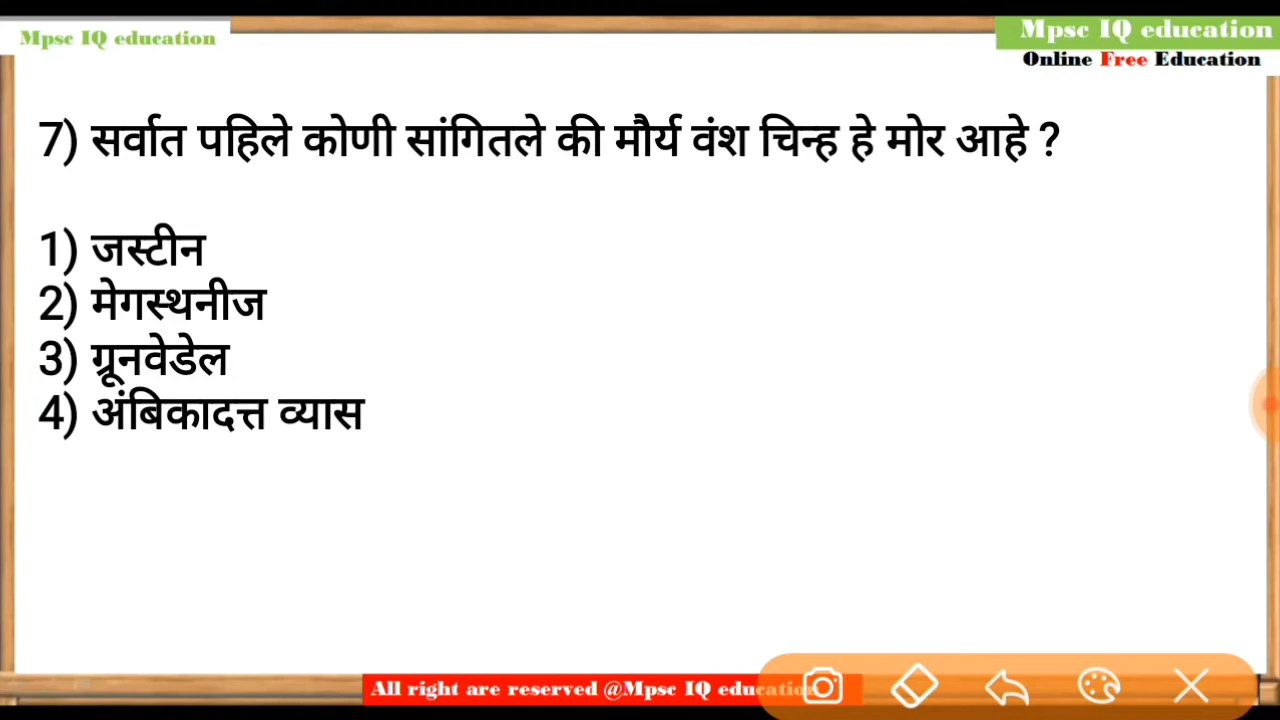 Mpsc IQ education
Mpsc IQ education
Online Free Education
7) सर्वात पहिले कोणी सांगितले की मौर्य वंश चिन्ह हे मोर आहे ?
1) जस्टीन
2) मेगस्थनीज
3) ग्रूनवेडेल
4) अंबिकादत्त व्यास
All right are reserved @Mpsc IQ education